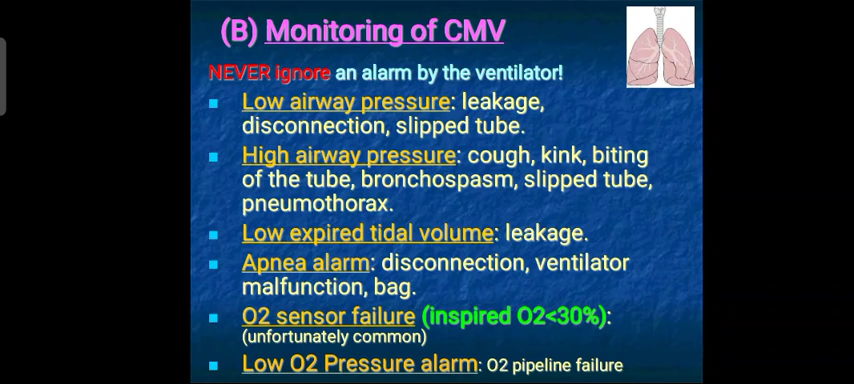 (B) Monitoring of CMV
NEVER ignore an alarm by the ventilator!
Low airway pressure: leakage,
disconnection, slipped tube.
High airway pressure: cough, kink, biting
of the tube, bronchospasm, slipped tube,
pneumothorax.
Low expired tidal volume: leakage.
Apnea alarm: disconnection, ventilator
malfunction, bag.
O2 sensor failure (inspired O2<30%):
(unfortunately common)
Low O2 Pressure alarm: O2 pipeline failure